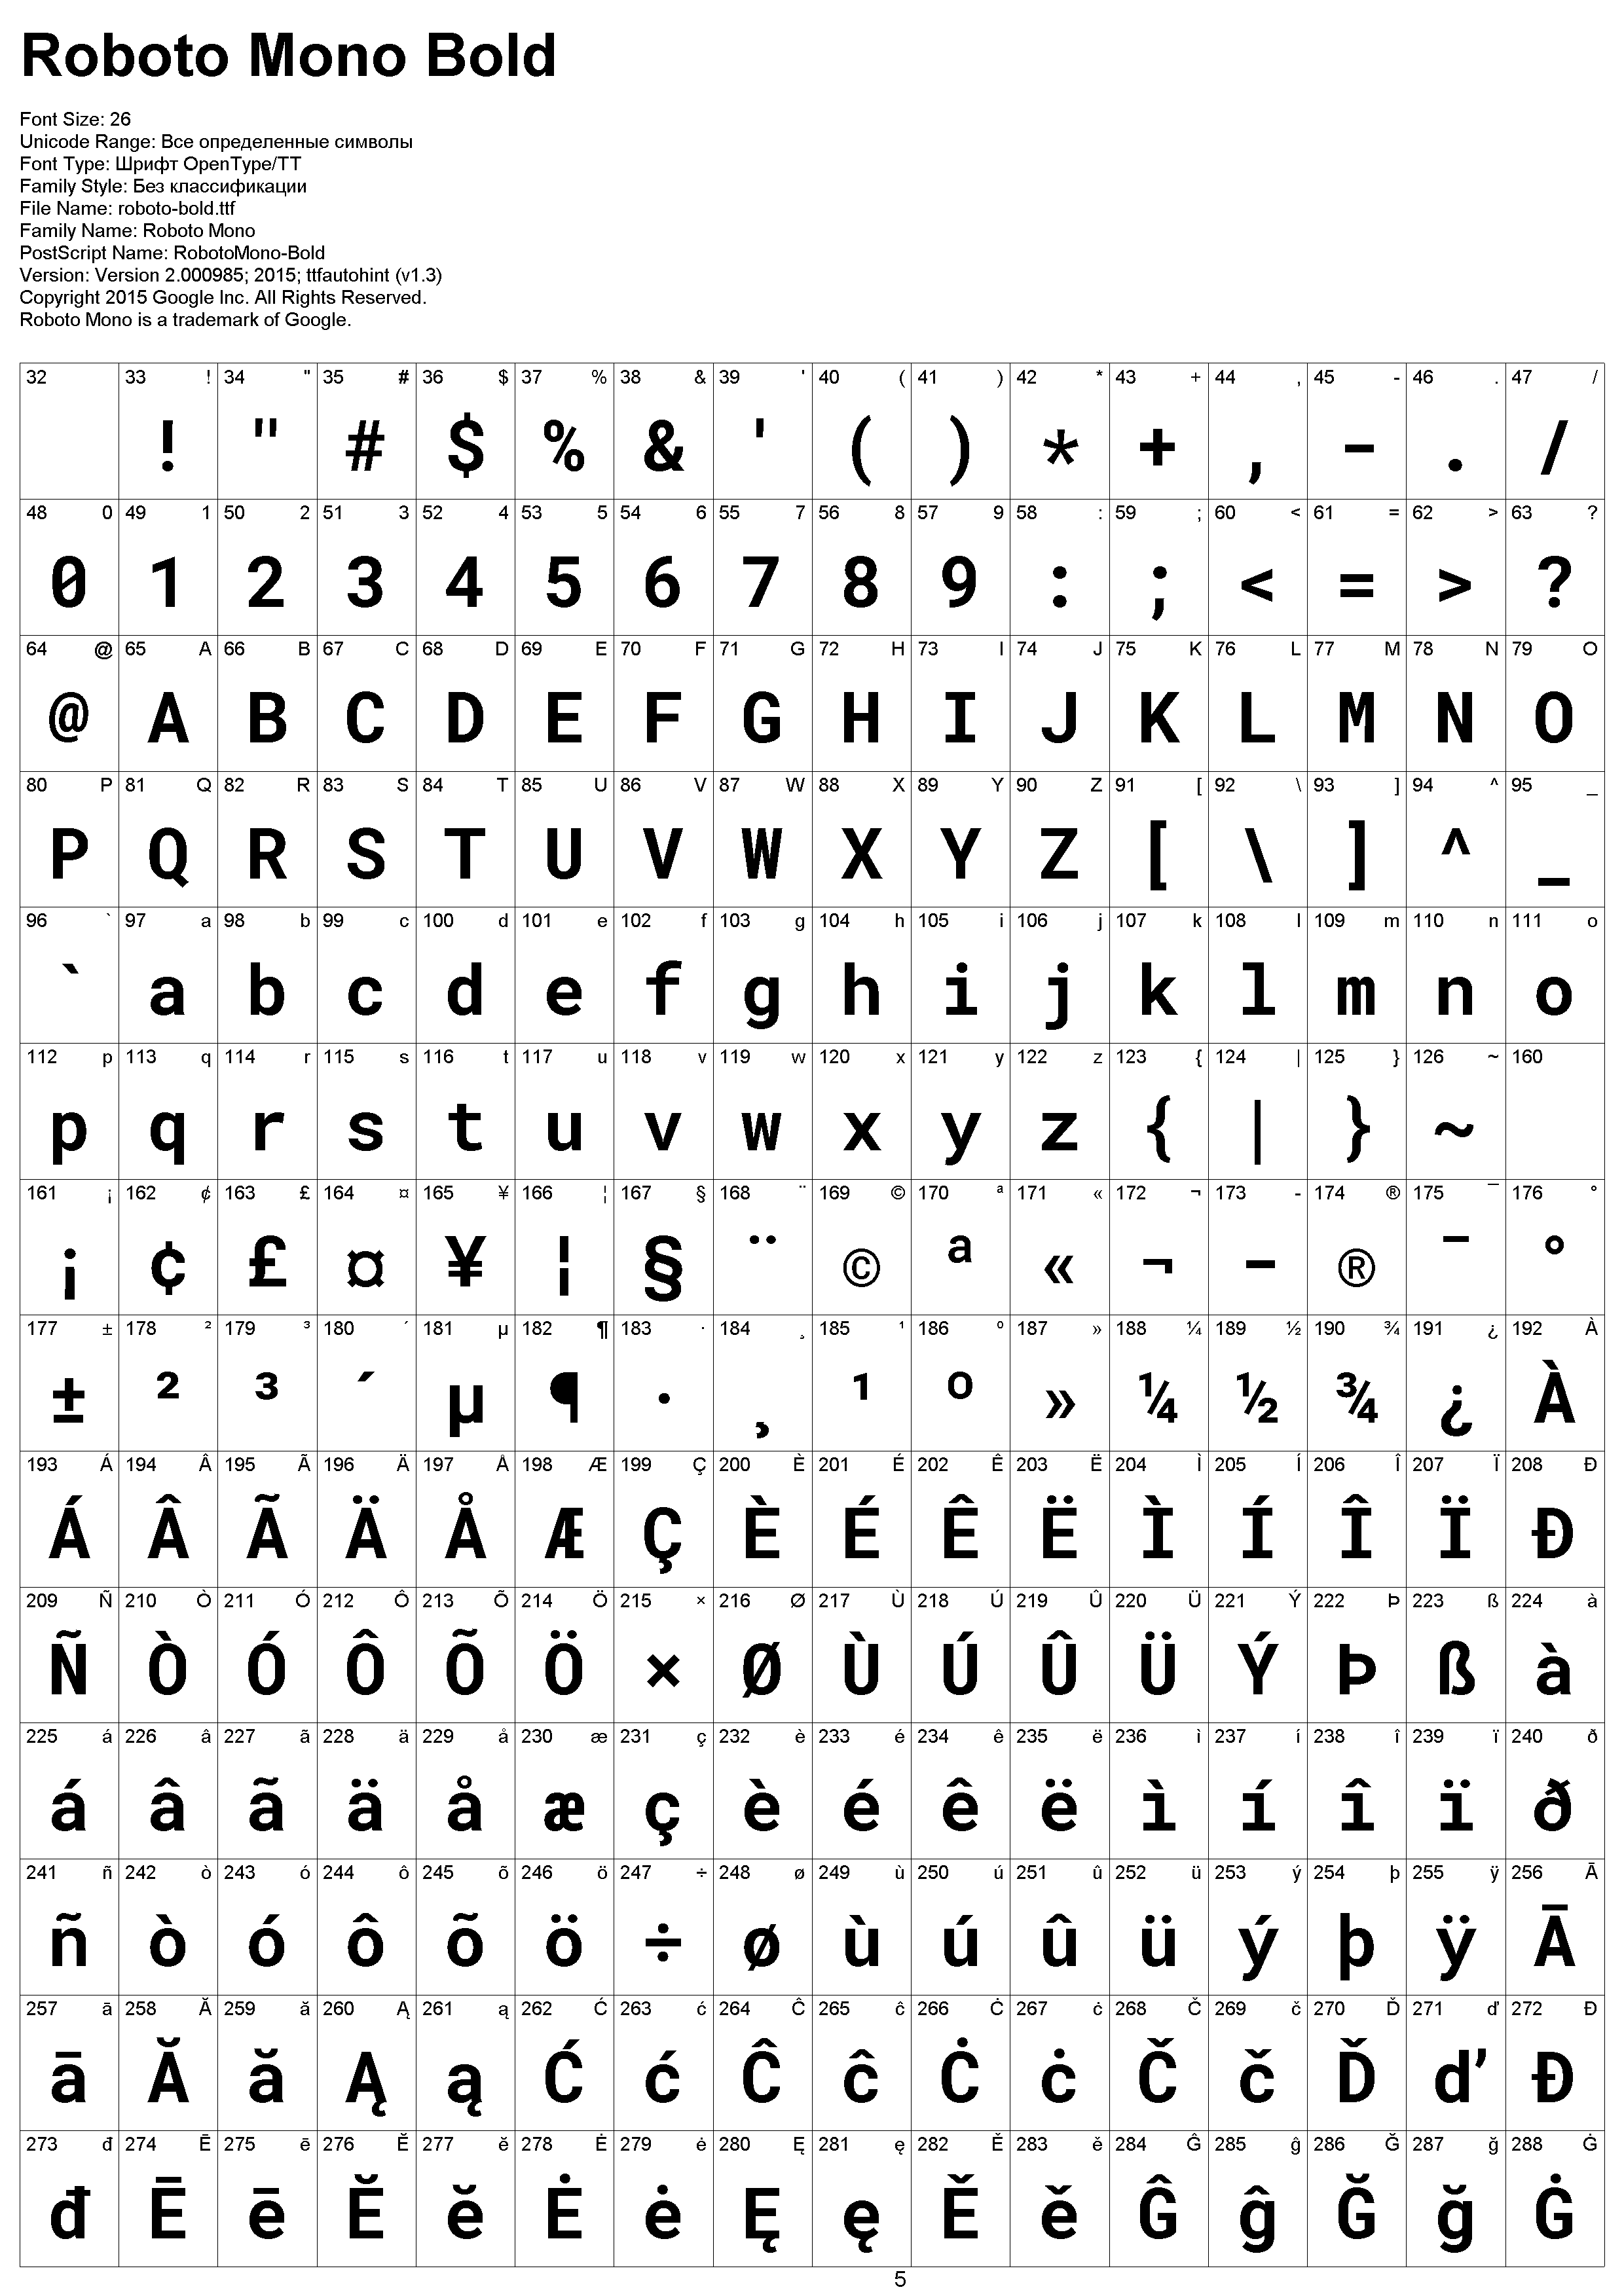 Roboto Mono Bold
Font Size: 26
Unicode Range: Все определенные символы
Font Type: Шрифт OpenType/TT
Family Style: Без классификации
File Name: roboto-bold.ttf
Family Name: Roboto Mono
PostScript Name: RobotoMono-Bold
Version: Version 2.000985; 2015; ttfautohint (v1.3)
Copyright 2015 Google Inc. All Rights Reserved.
Roboto Mono is a trademark of Google.
32 33 ! 34 " 35 # 36 $ 37 % 38 & 39 ' 40 ( 41 ) 42 * 43 + 44 , 45 - 46 . 47 /
! " # $ % & ' ( ) * + , - . /
48 0 49 1 50 2 51 3 52 4 53 5 54 6 55 7 56 8 57 9 58 : 59 ; 60 < 61 = 62 > 63 ?
0 1 2 3 4 5 6 7 8 9 : ; < = > ?
64 @ 65 A 66 B 67 C 68 D 69 E 70 F 71 G 72 H 73 I 74 J 75 K 76 L 77 M 78 N 79 O
@ A B C D E F G H I J K L M N O
80 P 81 Q 82 R 83 S 84 T 85 U 86 V 87 W 88 X 89 Y 90 Z 91 [ 92 \ 93 ] 94 ^ 95 _
P Q R S T U V W X Y Z [ \ ] ^ _
96 ` 97 a 98 b 99 c 100 d 101 e 102 f 103 g 104 h 105 i 106 j 107 k 108 l 109 m 110 n 111 o
` a b c d e f g h i j k l m n o
112 p 113 q 114 r 115 s 116 t 117 u 118 v 119 w 120 x 121 y 122 z 123 { 124 | 125 } 126 ~ 160
p q r s t u v w x y z { | } ~
161 ¡ 162 ¢ 163 £ 164 ¤ 165 ¥ 166 ¦ 167 § 168 ¨ 169 © 170 ª 171 « 172 ¬ 173 - 174 ® 175 ¯ 176 °
¡ ¢ £ ¤ ¥ ¦ § ¨ © ª « ¬ - ® ¯ °
177 ± 178 ² 179 ³ 180 ´ 181 µ 182 ¶ 183 · 184 ¸ 185 ¹ 186 º 187 » 188 ¼ 189 ½ 190 ¾ 191 ¿ 192 À
± ² ³ ´ µ ¶ · ¸ ¹ º » ¼ ½ ¾ ¿ À
193 Á 194 Â 195 Ã 196 Ä 197 Å 198 Æ 199 Ç 200 È 201 É 202 Ê 203 Ë 204 Ì 205 Í 206 Î 207 Ï 208 Ð
Á Â Ã Ä Å Æ Ç È É Ê Ë Ì Í Î Ï Ð
209 Ñ 210 Ò 211 Ó 212 Ô 213 Õ 214 Ö 215 × 216 Ø 217 Ù 218 Ú 219 Û 220 Ü 221 Ý 222 Þ 223 ß 224 à
Ñ Ò Ó Ô Õ Ö × Ø Ù Ú Û Ü Ý Þ ß à
225 á 226 â 227 ã 228 ä 229 å 230 æ 231 ç 232 è 233 é 234 ê 235 ë 236 ì 237 í 238 î 239 ï 240 ð
á â ã ä å æ ç è é ê ë ì í î ï ð
241 ñ 242 ò 243 ó 244 ô 245 õ 246 ö 247 ÷ 248 ø 249 ù 250 ú 251 û 252 ü 253 ý 254 þ 255 ÿ 256 Ā
ñ ò ó ô õ ö ÷ ø ù ú û ü ý þ ÿ Ā
257 ā 258 Ă 259 ă 260 Ą 261 ą 262 Ć 263 ć 264 Ĉ 265 ĉ 266 Ċ 267 ċ 268 Č 269 č 270 Ď 271 ď 272 Đ
ā Ă ă Ą ą Ć ć Ĉ ĉ Ċ ċ Č č Ď ď Đ
273 đ 274 Ē 275 ē 276 Ĕ 277 ĕ 278 Ė 279 ė 280 Ę 281 ę 282 Ě 283 ě 284 Ĝ 285 ĝ 286 Ğ 287 ğ 288 Ġ
đ Ē ē Ĕ ĕ Ė ė Ę ę Ě ě Ĝ ĝ Ğ ğ Ġ
5